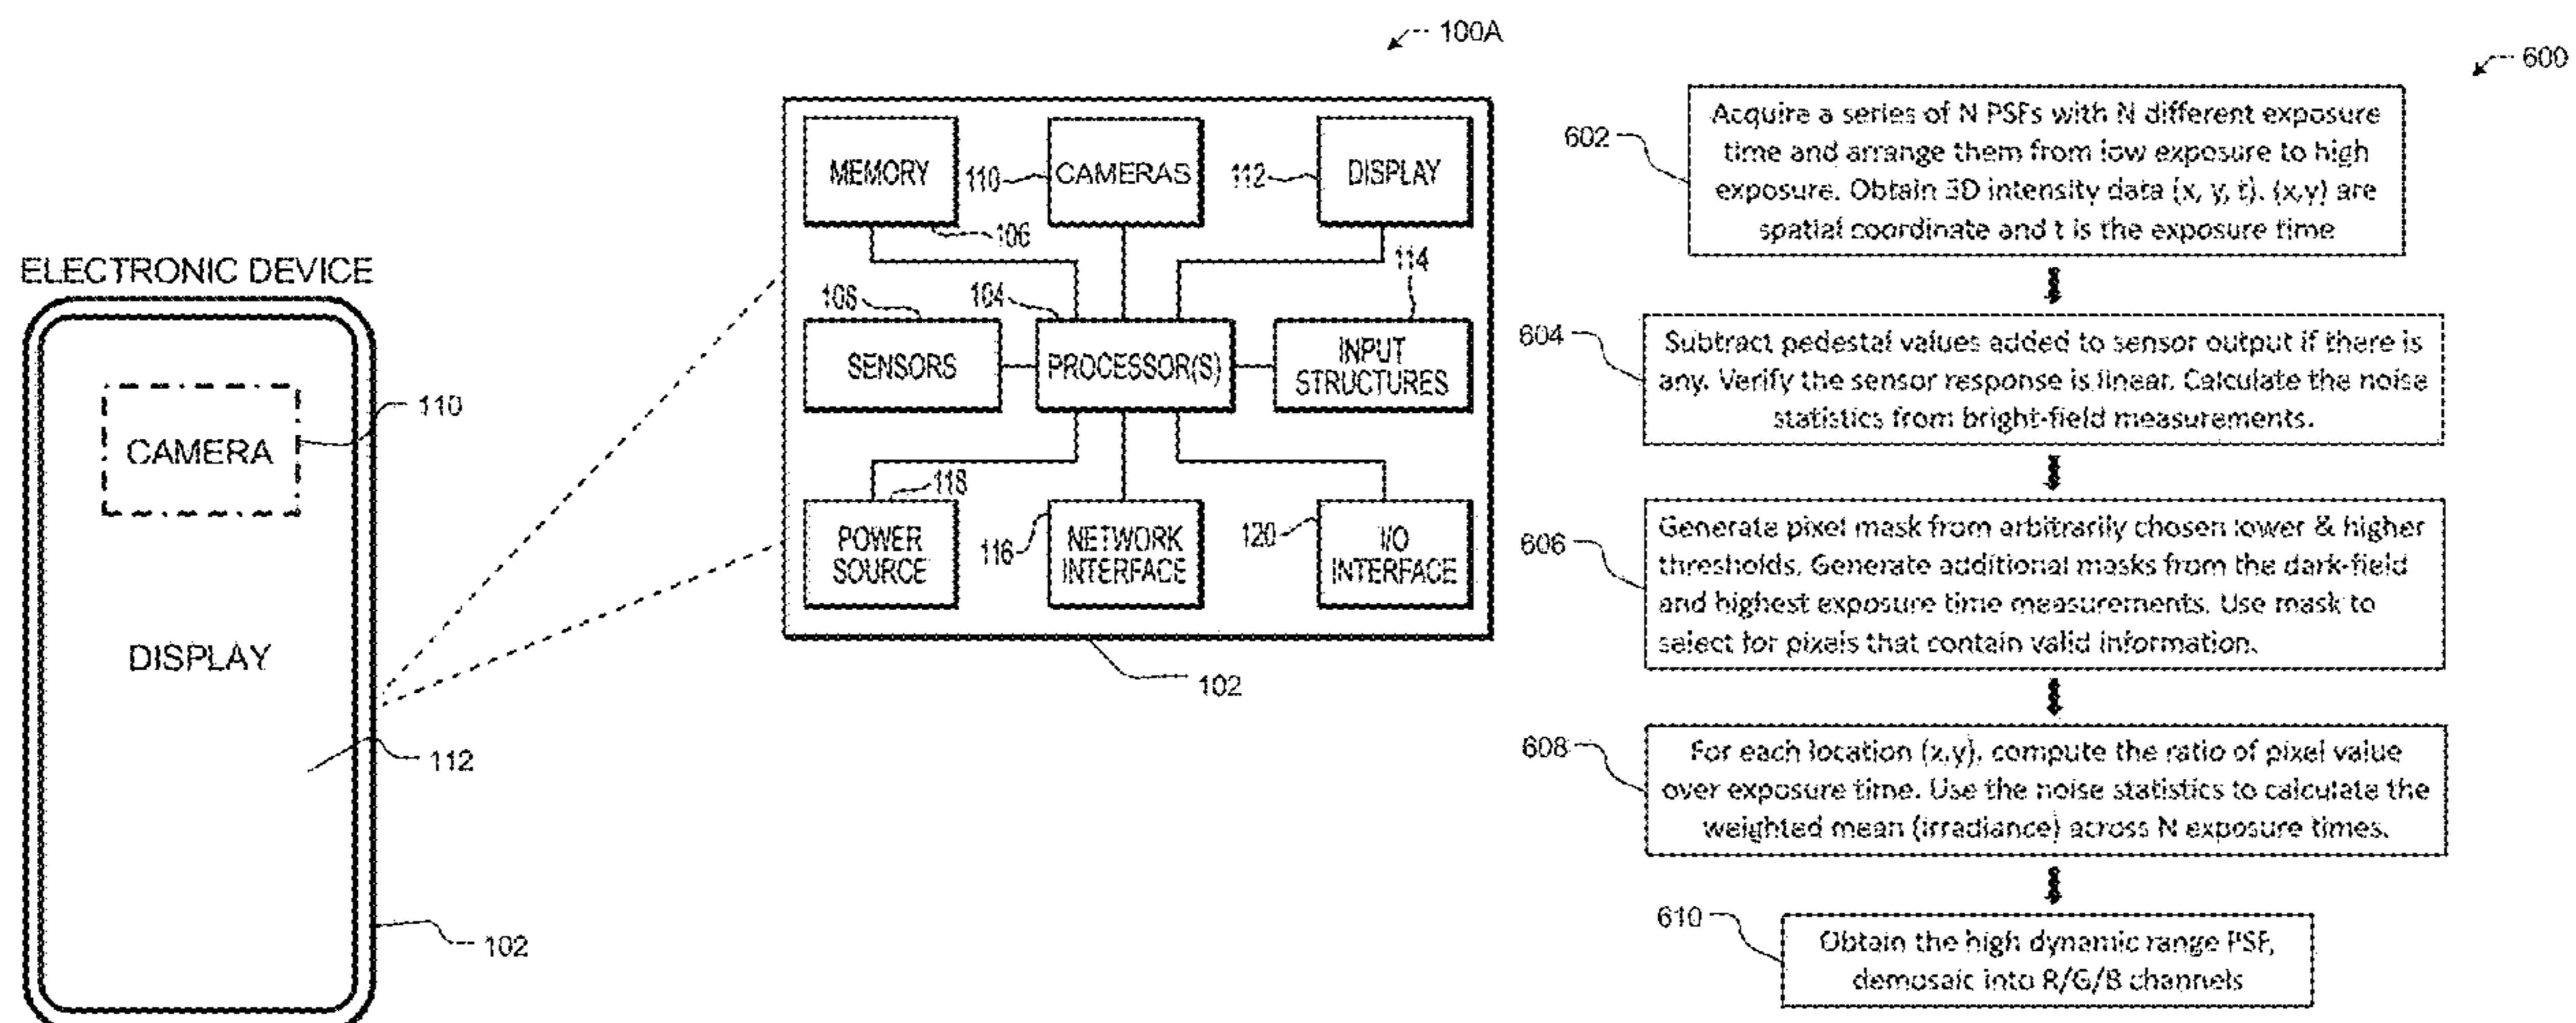 ELECTRONIC DEVICE
CAMERA
110
DISPLAY
112
102
100A
MEMORY
106
110
CAMERAS
112
DISPLAY
114
108
104
SENSORS
PROCESSOR(S)
INPUT
STRUCTURES
118
POWER
SOURCE
116
NETWORK
INTERFACE
120
I/O
INTERFACE
102
600
602
Acquire a series of N PSFs with N different exposure
time and arrange them from low exposure to high
exposure. Obtain 3D intensity data (x, y, t). (x,y) are
spatial coordinate and t is the exposure time
604
Subtract pedestal values added to sensor output if there is
any. Verify the sensor response is linear. Calculate the noise
statistics from bright-field measurements.
606
Generate pixel mask from arbitrarily chosen lower & higher
thresholds. Generate additional masks from the dark-field
and highest exposure time measurements. Use mask to
select for pixels that contain valid information.
608
For each location (x,y), compute the ratio of pixel value
over exposure time. Use the noise statistics to calculate the
weighted mean (irradiance) across N exposure times.
610
Obtain the high dynamic range PSF,
demosaic into R/G/B channels